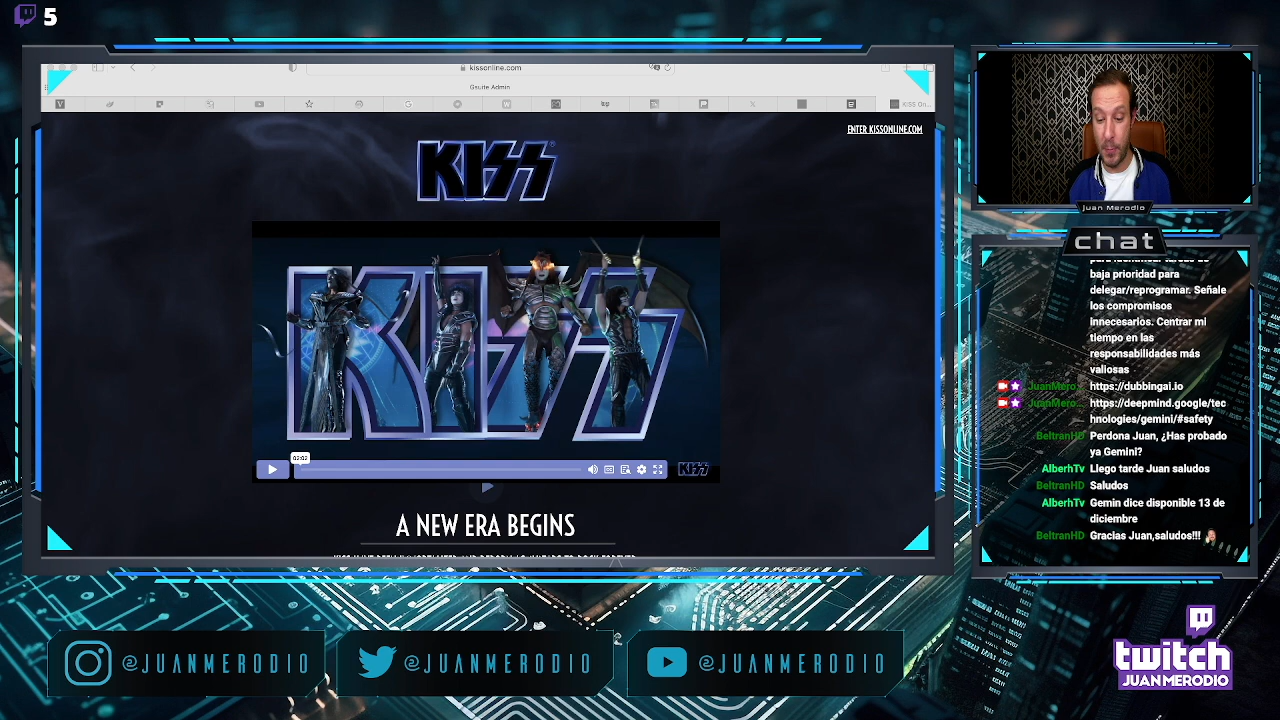 5
kissonline.com
Gsuite Admin
KISS On...
ENTER KISSONLINE.COM
KISS
KISS
02:02
KISS
A NEW ERA BEGINS
Juan Merodio
chat
baja prioridad para
delegar/reprogramar. Señale
los compromisos
innecesarios. Centrar mi
tiempo en las
responsabilidades más
valiosas
JuanMero... https://dubbingai.io
JuanMero... https://deepmind.google/tec
hnologies/gemini/#safety
BeltranHD Perdona Juan, ¿Has probado
ya Gemini?
AlberhTv Llego tarde Juan saludos
BeltranHD Saludos
AlberhTv Gemin dice disponible 13 de
diciembre
BeltranHD Gracias Juan,saludos!!!
@JUANMERODIO
@JUANMERODIO
@JUANMERODIO
twitch
JUANMERODIO